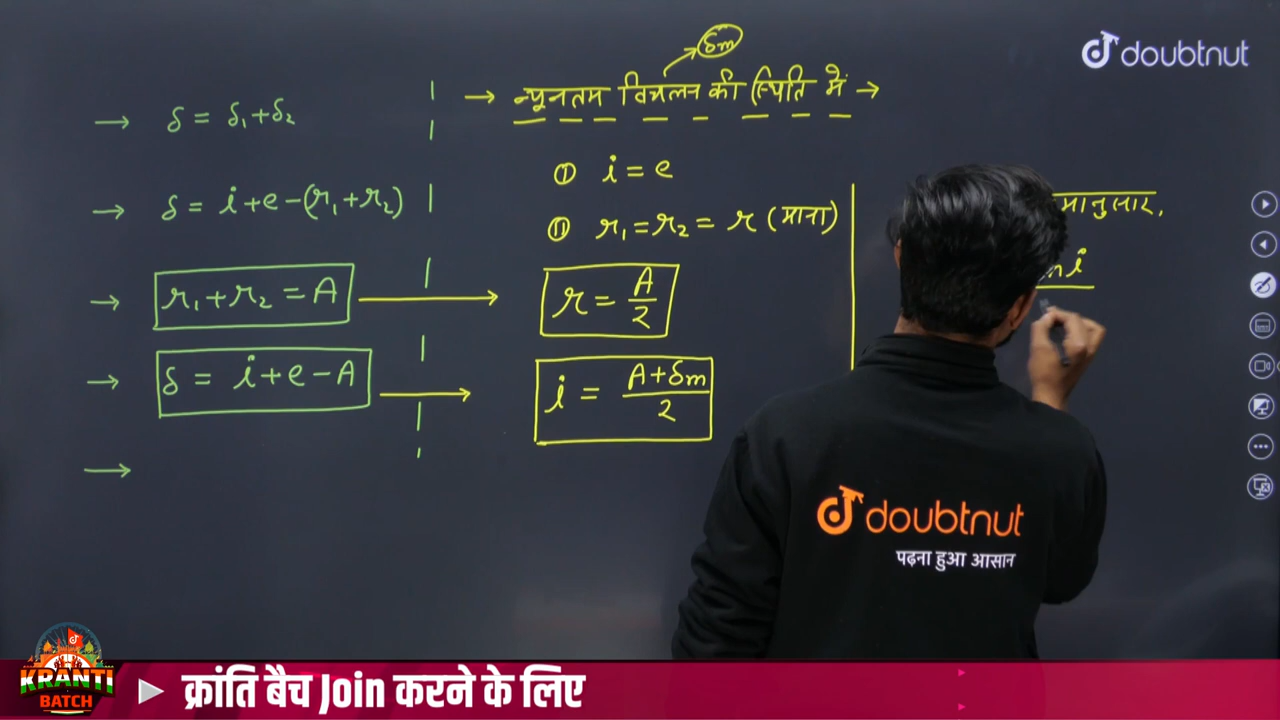 → δ = δ₁+δ₂
→ δ = i+e-(r₁+r₂)
→ r₁+r₂ = A
→ δ = i+e-A
→
δm
→ न्यूनतम विचलन की स्थिति में →
① i = e
② r₁=r₂ = r (माना)
r = A/2
i = (A+δm)/2
मानुसार,
n i
doubtnut
doubtnut
पढ़ना हुआ आसान
KRANTI
BATCH
क्रांति बैच Join करने के लिए